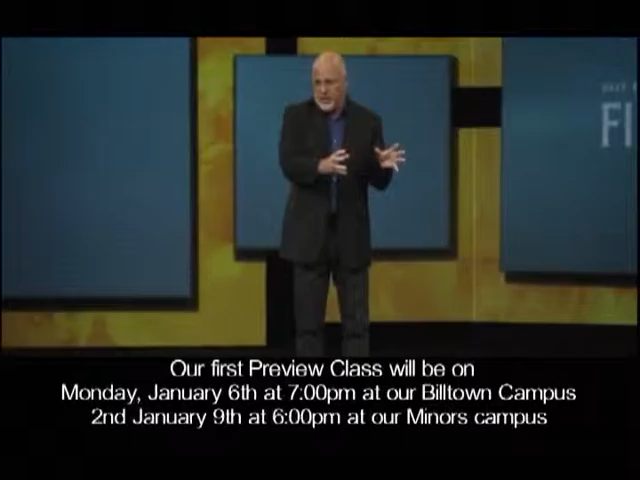 Our first Preview Class will be on
Monday, January 6th at 7:00pm at our Billtown Campus
2nd January 9th at 6:00pm at our Minors campus